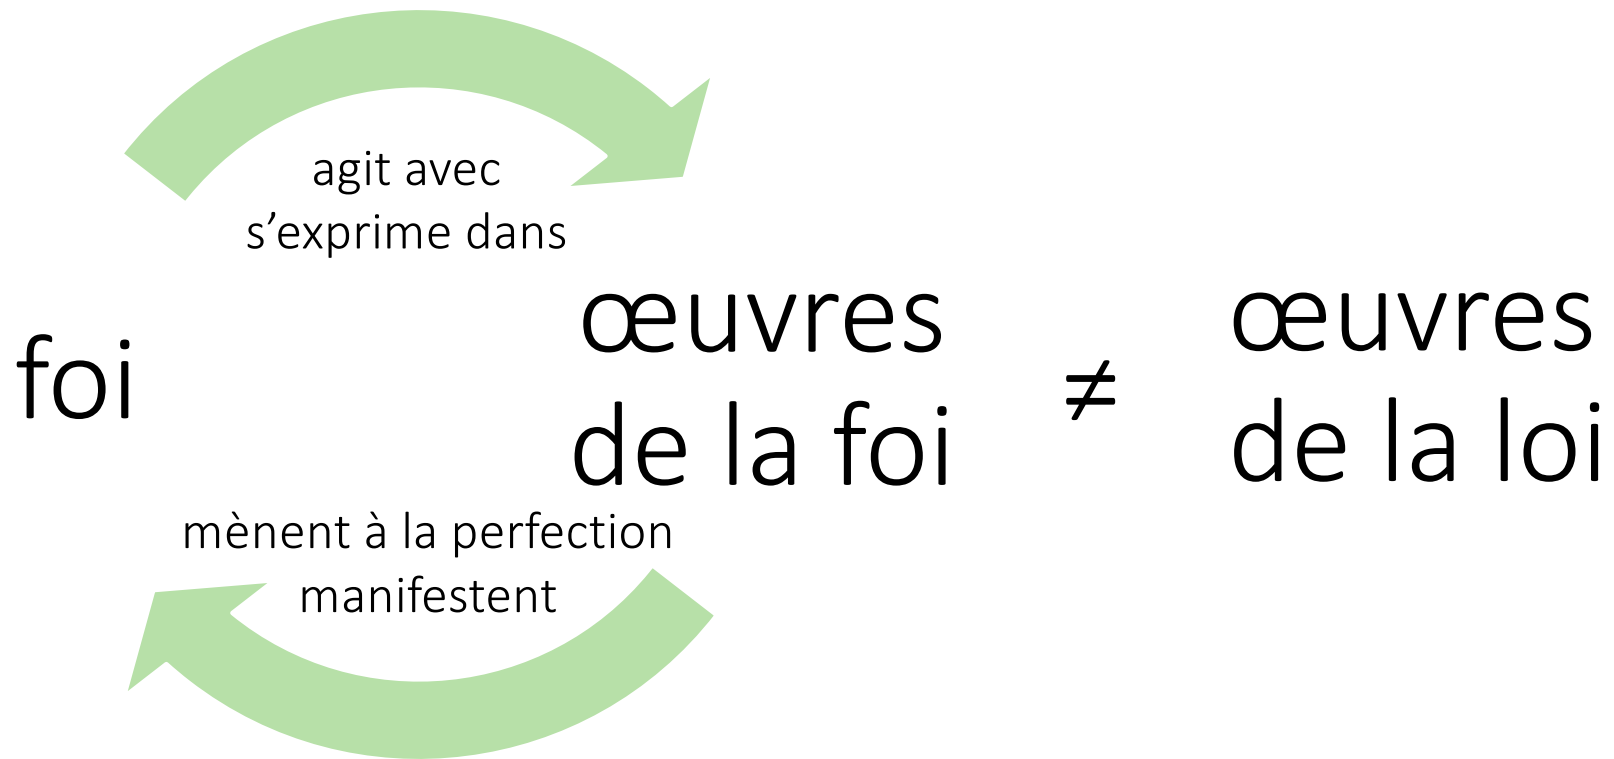 agit avec
s’exprime dans
foi
œuvres
de la foi
≠
œuvres
de la loi
mènent à la perfection
manifestent